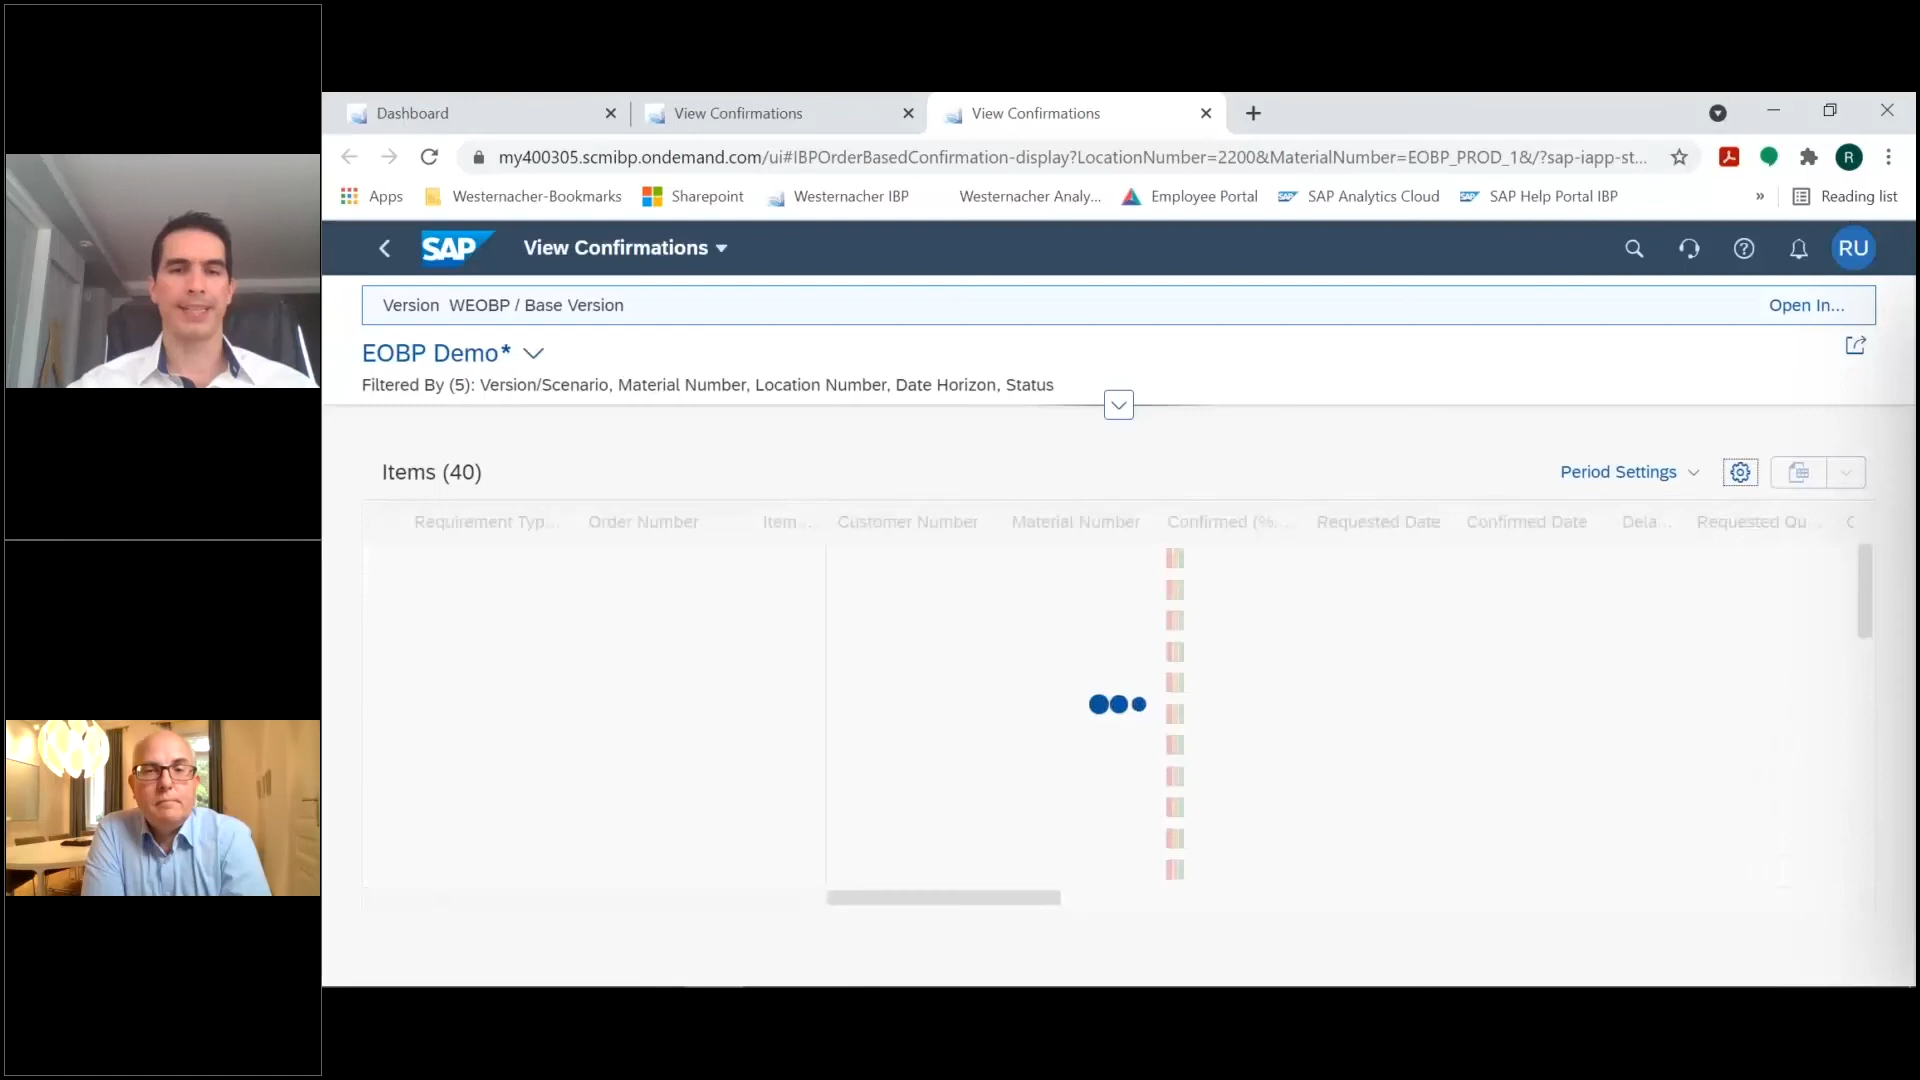 Dashboard
View Confirmations
View Confirmations
my400305.scmibp.ondemand.com/ui#IBPOrderBasedConfirmation-display?LocationNumber=2200&MaterialNumber=EOBP_PROD_1&/?sap-iapp-st...
R
Apps
Westernacher-Bookmarks
Sharepoint
Westernacher IBP
Westernacher Analy...
Employee Portal
SAP Analytics Cloud
SAP Help Portal IBP
»
Reading list
SAP
View Confirmations
RU
Version WEOBP / Base Version
Open In...
EOBP Demo*
Filtered By (5): Version/Scenario, Material Number, Location Number, Date Horizon, Status
Items (40)
Period Settings
Requirement Typ...
Order Number
Item ...
Customer Number
Material Number
Confirmed (%...
Requested Date
Confirmed Date
Dela...
Requested Qu...